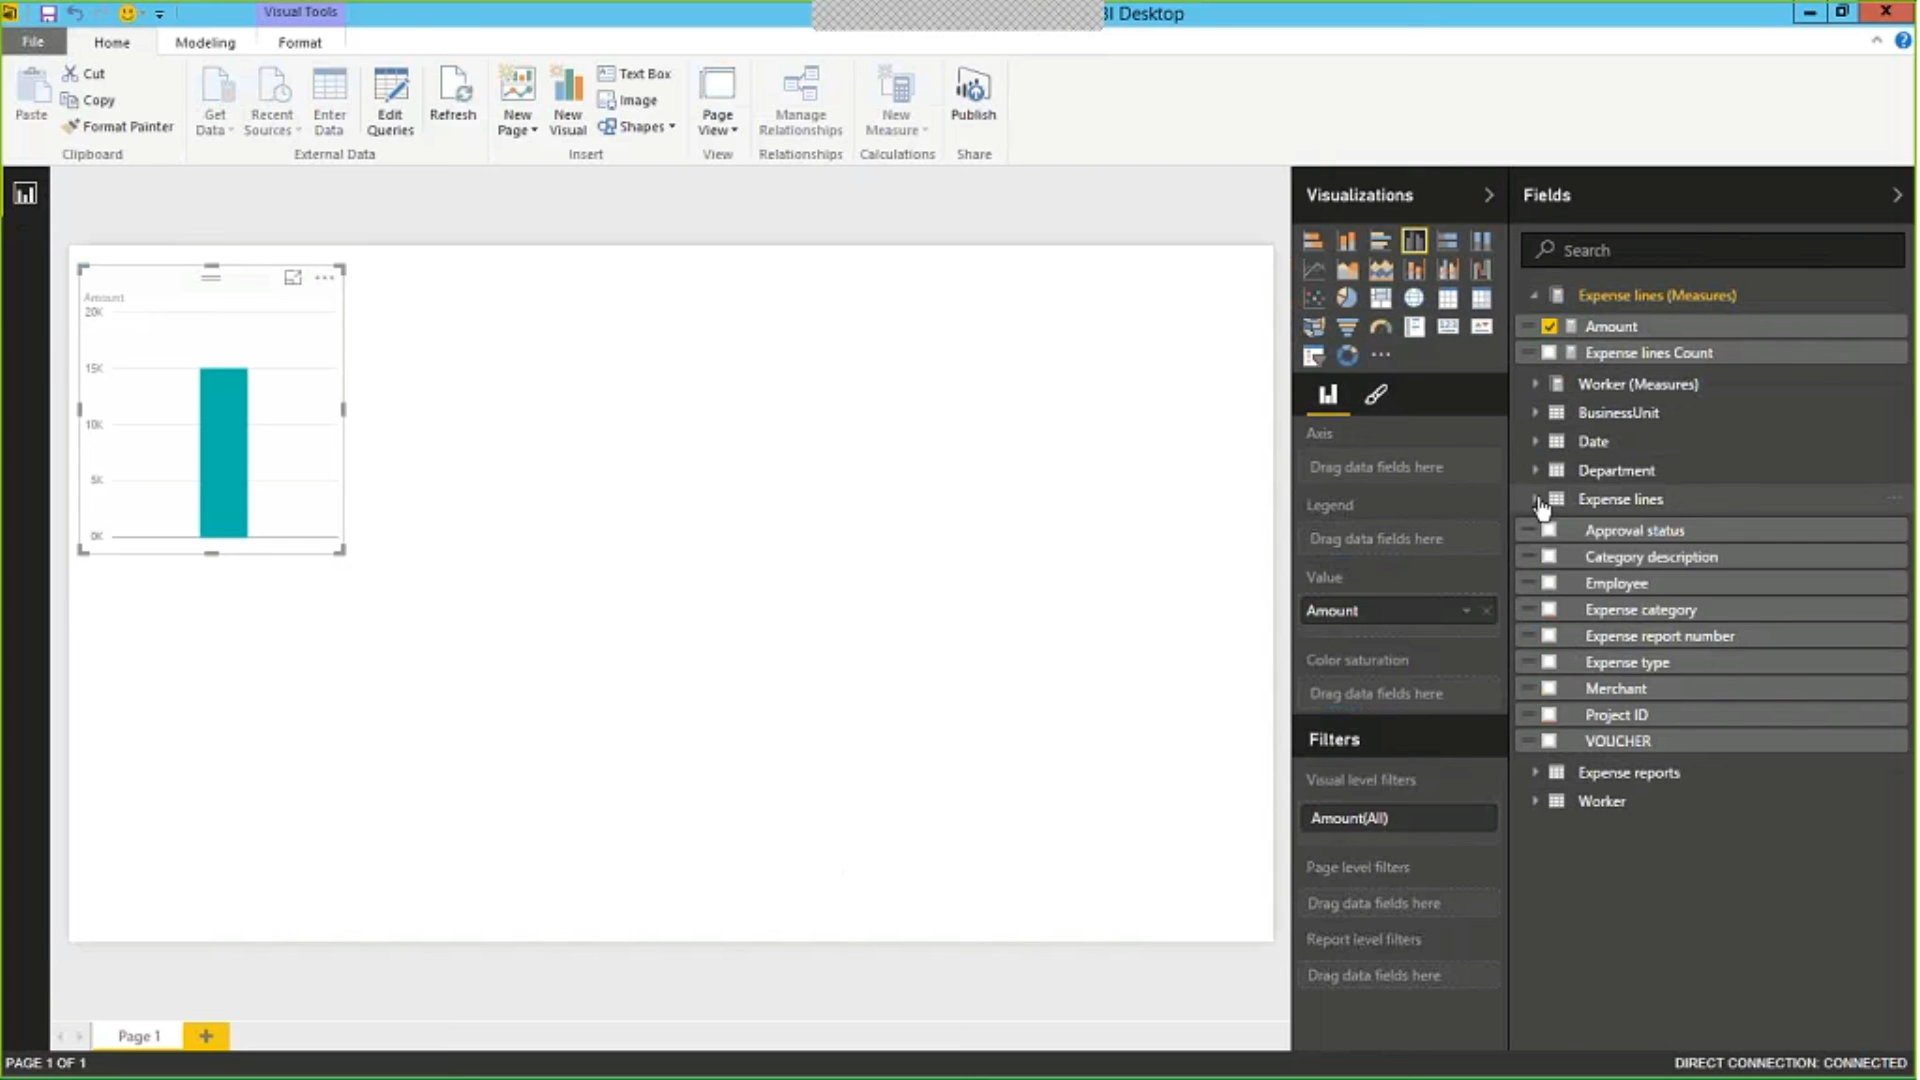 Visual Tools
BI Desktop
File
Home
Modeling
Format
Paste
Cut
Copy
Format Painter
Clipboard
Get Data
Recent Sources
Enter Data
Edit Queries
Refresh
External Data
New Page
New Visual
Text Box
Image
Shapes
Insert
Page View
View
Manage Relationships
Relationships
New Measure
Calculations
Publish
Share
Amount
20K
15K
10K
5K
0K
Visualizations
Axis
Drag data fields here
Legend
Drag data fields here
Value
Amount
Color saturation
Drag data fields here
Filters
Visual level filters
Amount(All)
Page level filters
Drag data fields here
Report level filters
Drag data fields here
Fields
Search
Expense lines (Measures)
Amount
Expense lines Count
Worker (Measures)
BusinessUnit
Date
Department
Expense lines
Approval status
Category description
Employee
Expense category
Expense report number
Expense type
Merchant
Project ID
VOUCHER
Expense reports
Worker
Page 1
PAGE 1 OF 1
DIRECT CONNECTION: CONNECTED